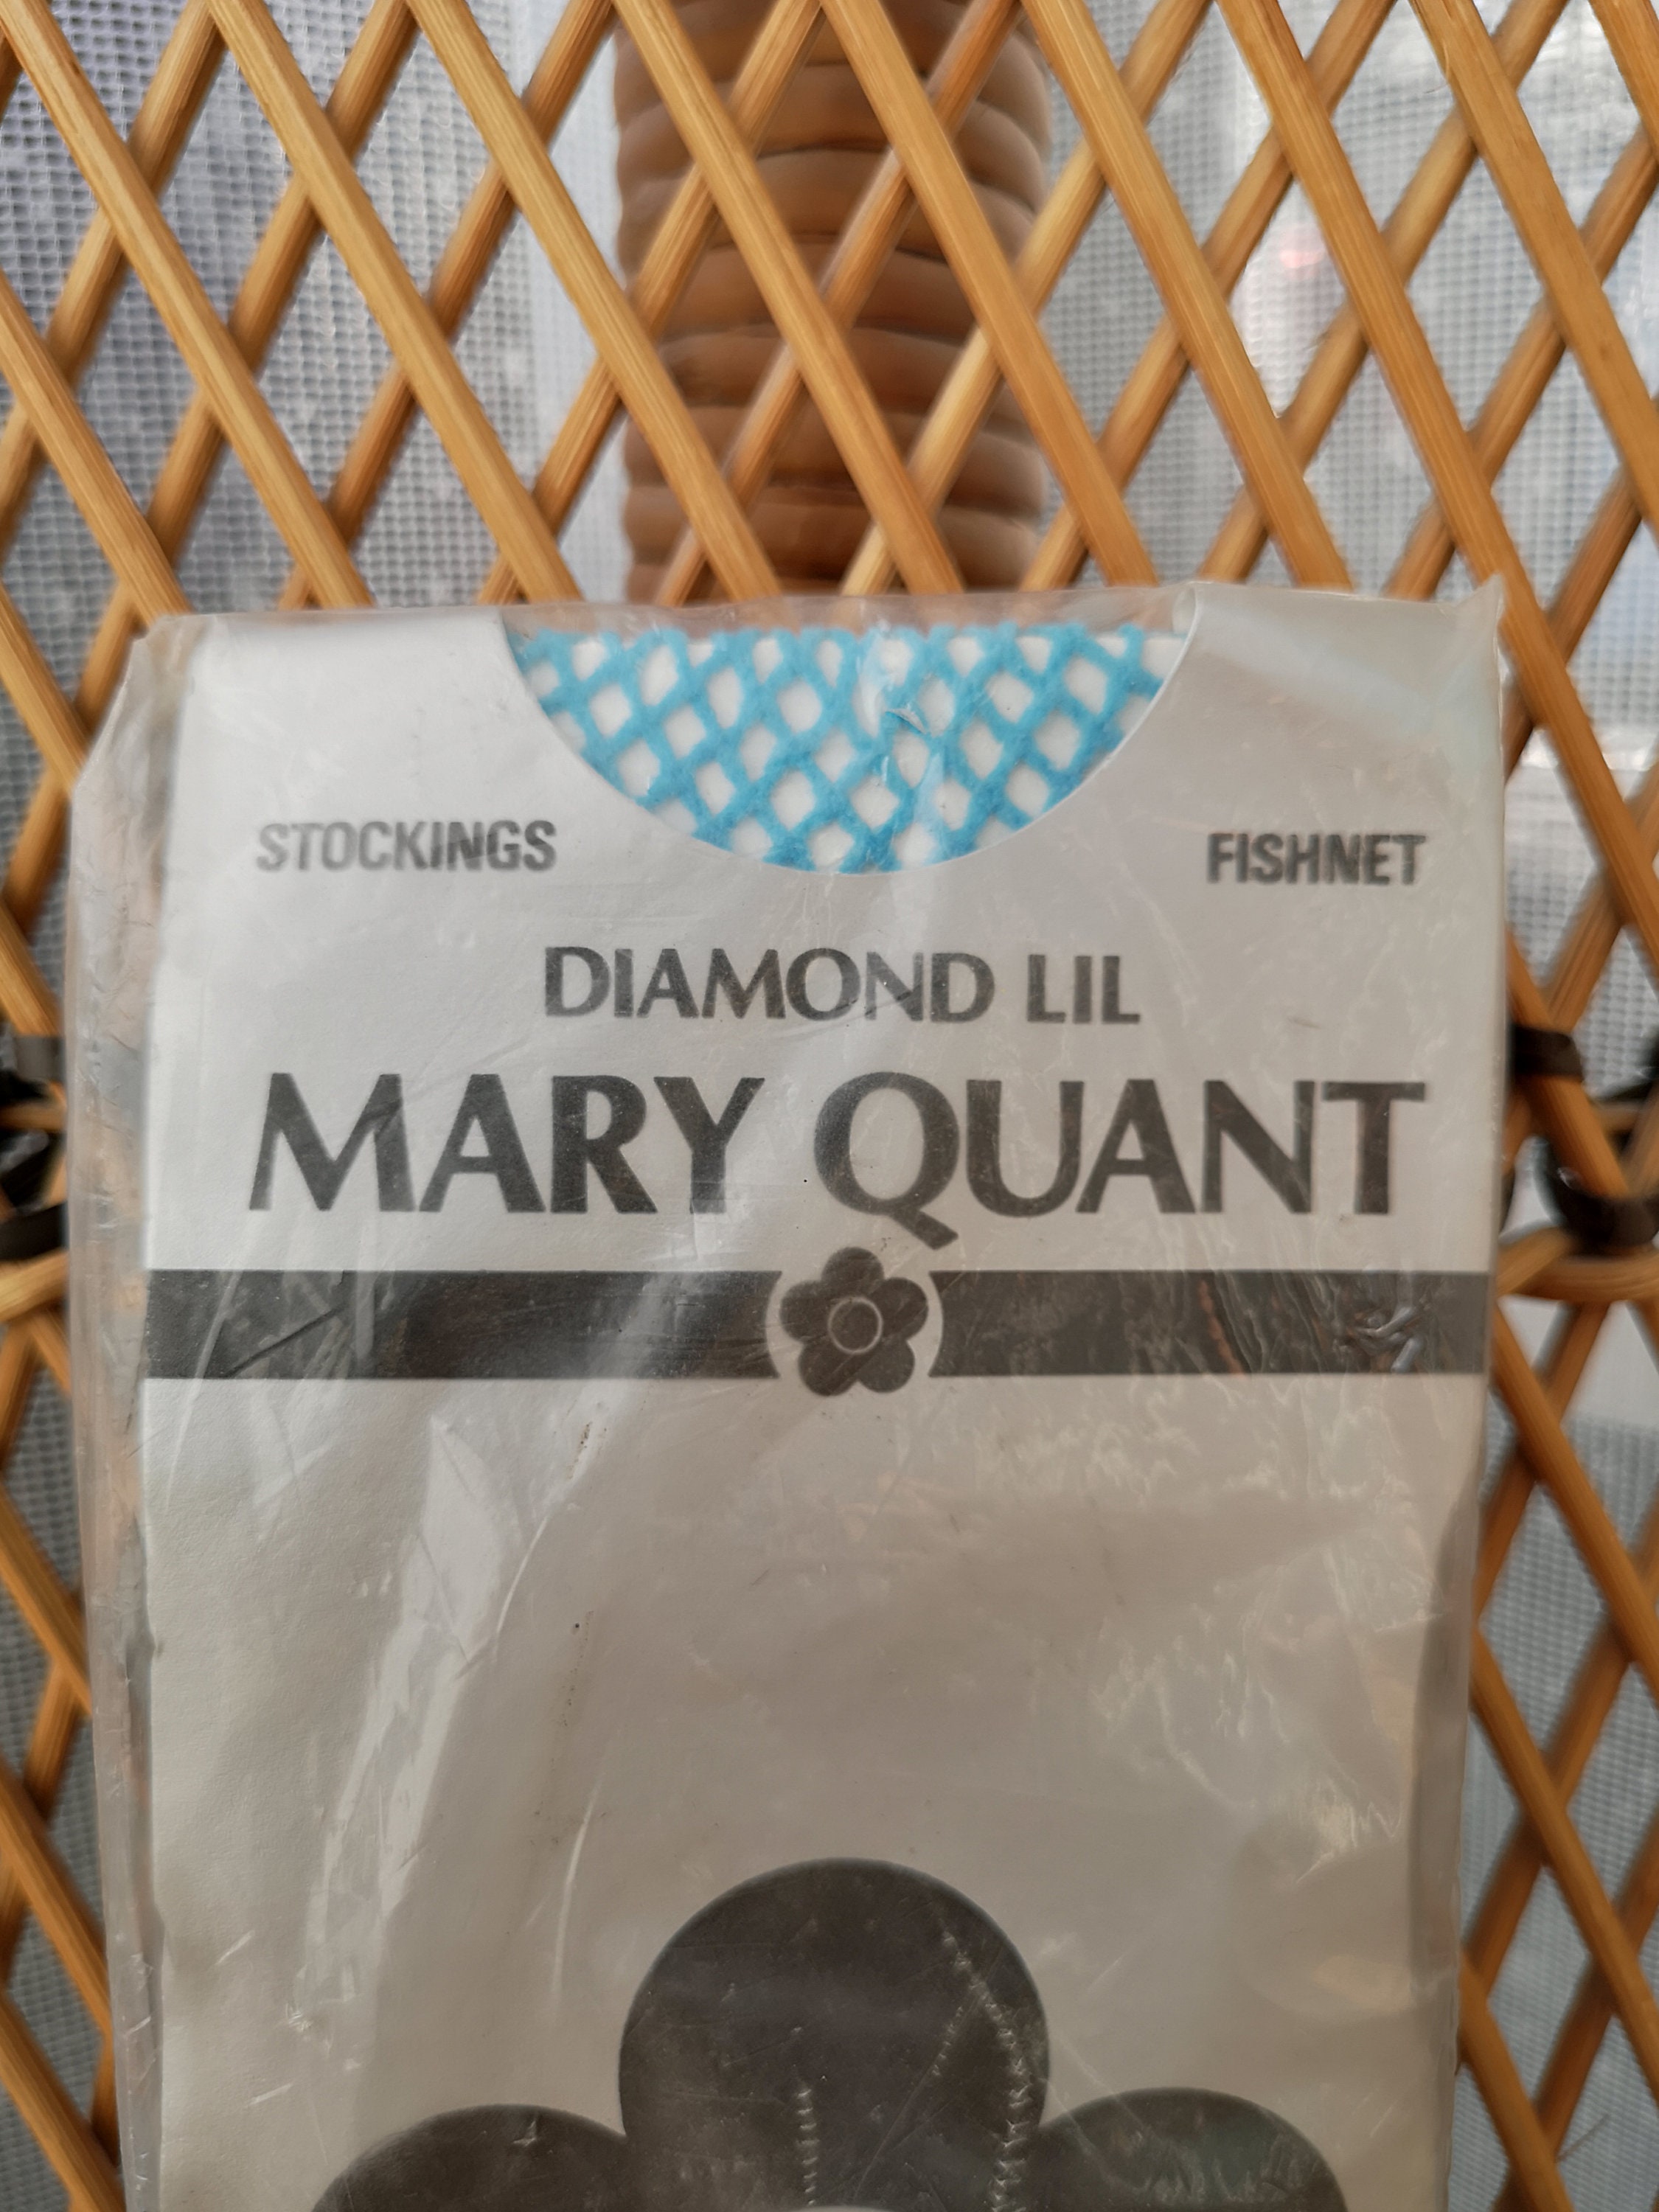 STOCKINGS FISHNET
DIAMOND LIL
MARY QUANT